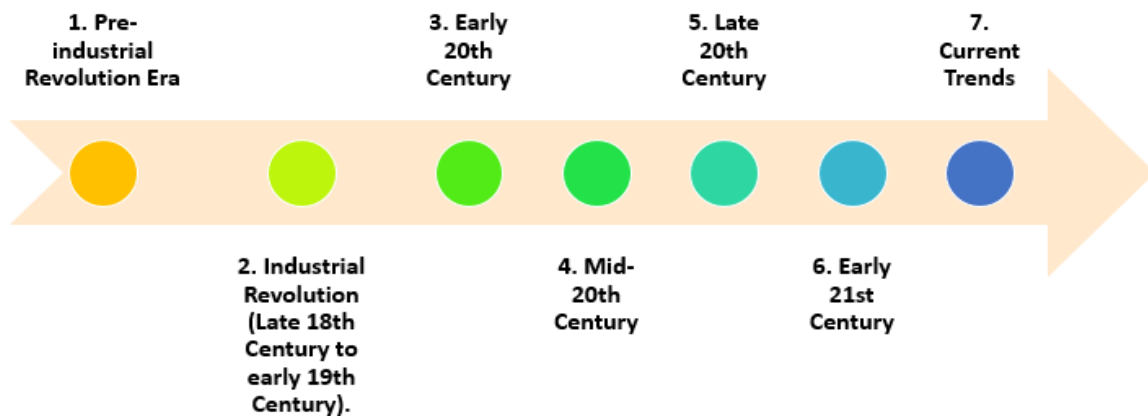 1. Pre-
industrial
Revolution Era
2. Industrial
Revolution
(Late 18th
Century to
early 19th
Century).
3. Early
20th
Century
4. Mid-
20th
Century
5. Late
20th
Century
6. Early
21st
Century
7.
Current
Trends